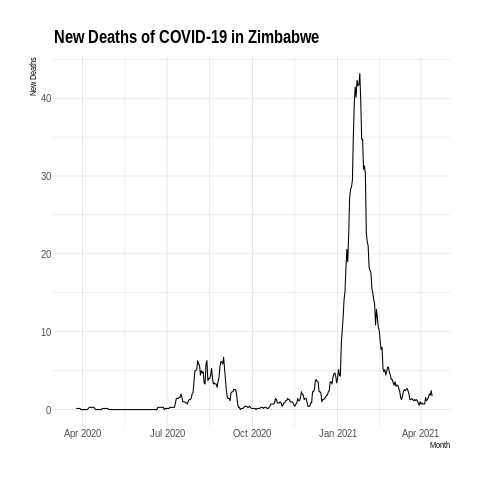 New Deaths of COVID-19 in Zimbabwe
New Deaths
40
30
20
10
0
Apr 2020 Jul 2020 Oct 2020 Jan 2021 Apr 2021
Month